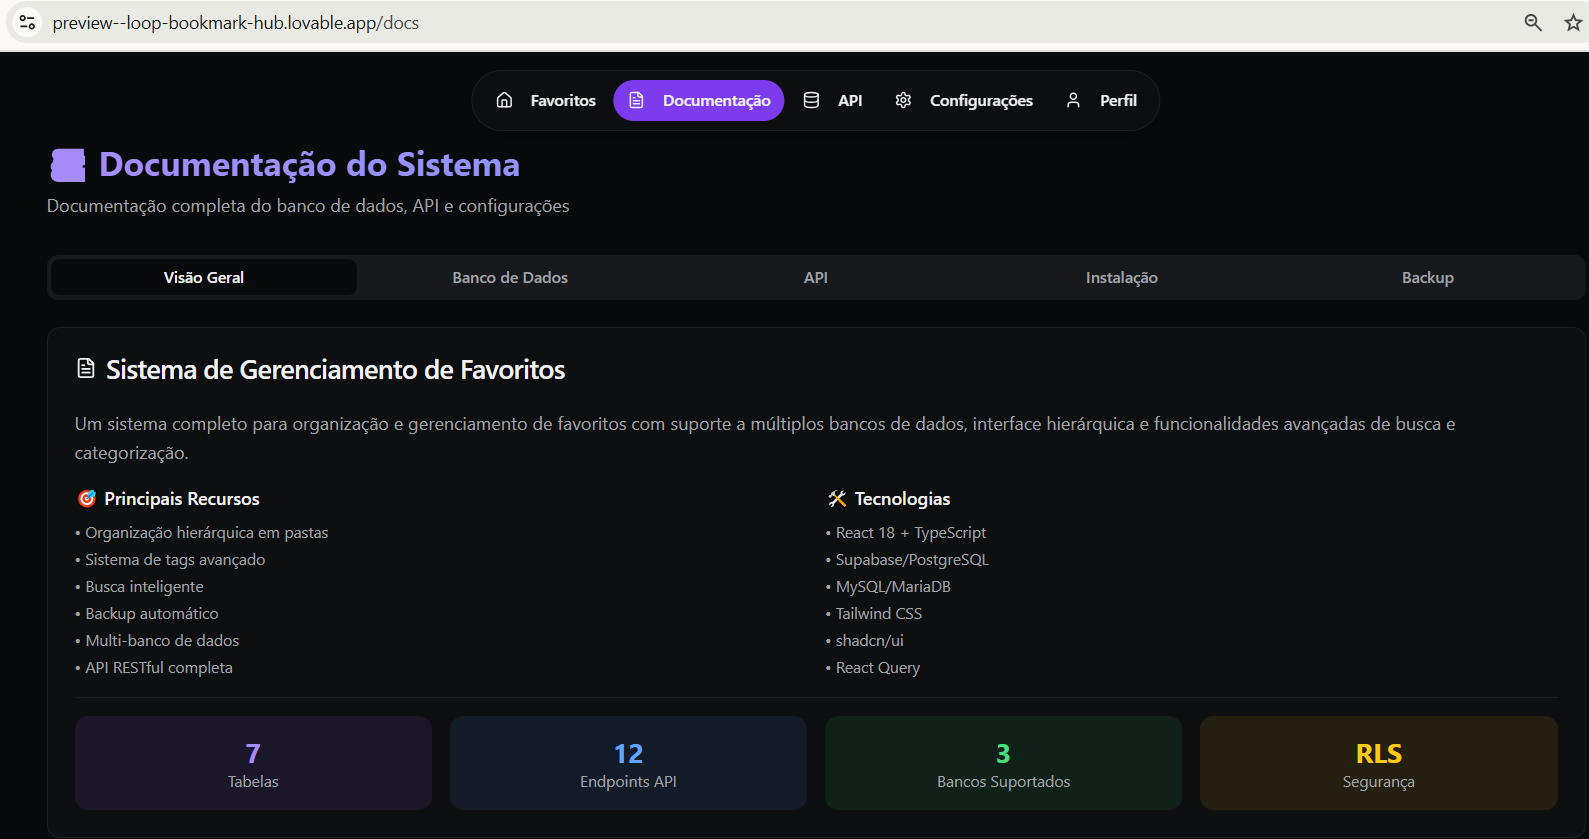 preview--loop-bookmark-hub.lovable.app/docs
Favoritos
Documentação
API
Configurações
Perfil
Documentação do Sistema
Documentação completa do banco de dados, API e configurações
Visão Geral
Banco de Dados
API
Instalação
Backup
Sistema de Gerenciamento de Favoritos
Um sistema completo para organização e gerenciamento de favoritos com suporte a múltiplos bancos de dados, interface hierárquica e funcionalidades avançadas de busca e
categorização.
🎯 Principais Recursos
• Organização hierárquica em pastas
• Sistema de tags avançado
• Busca inteligente
• Backup automático
• Multi-banco de dados
• API RESTful completa
🛠️ Tecnologias
• React 18 + TypeScript
• Supabase/PostgreSQL
• MySQL/MariaDB
• Tailwind CSS
• shadcn/ui
• React Query
7
Tabelas
12
Endpoints API
3
Bancos Suportados
RLS
Segurança